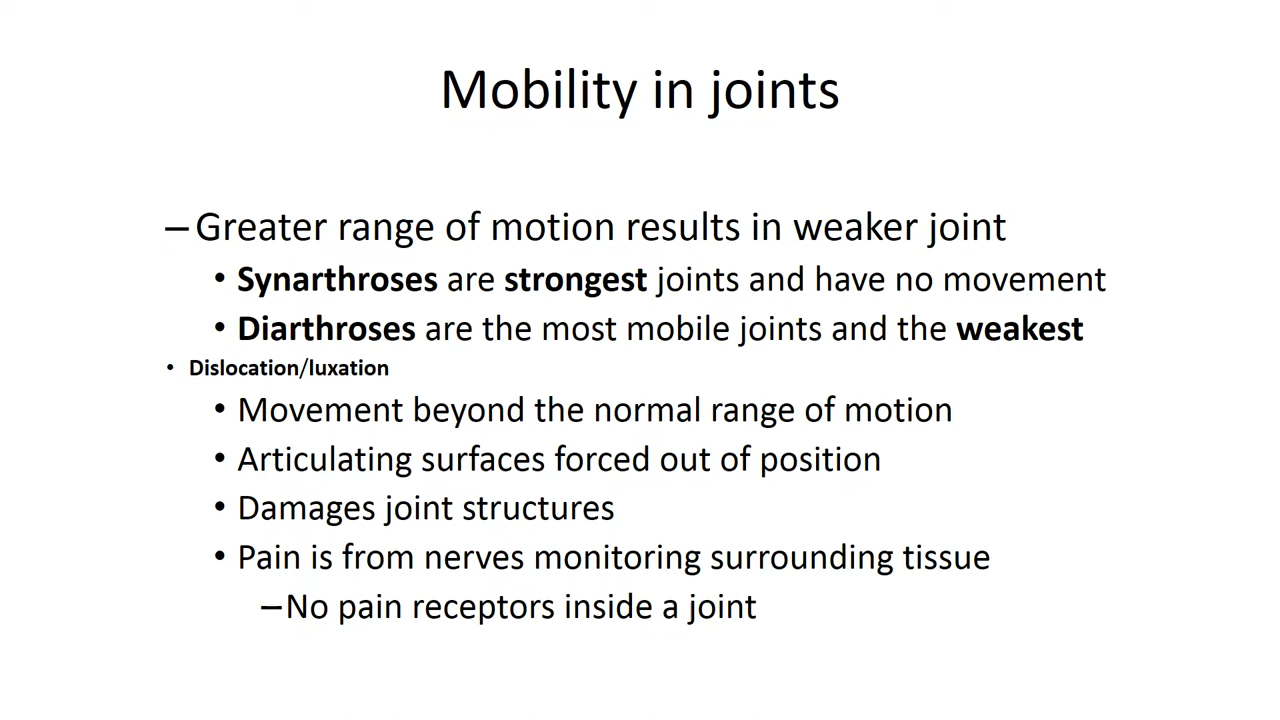 Mobility in joints
– Greater range of motion results in weaker joint
• Synarthroses are strongest joints and have no movement
• Diarthroses are the most mobile joints and the weakest
• Dislocation/luxation
• Movement beyond the normal range of motion
• Articulating surfaces forced out of position
• Damages joint structures
• Pain is from nerves monitoring surrounding tissue
– No pain receptors inside a joint